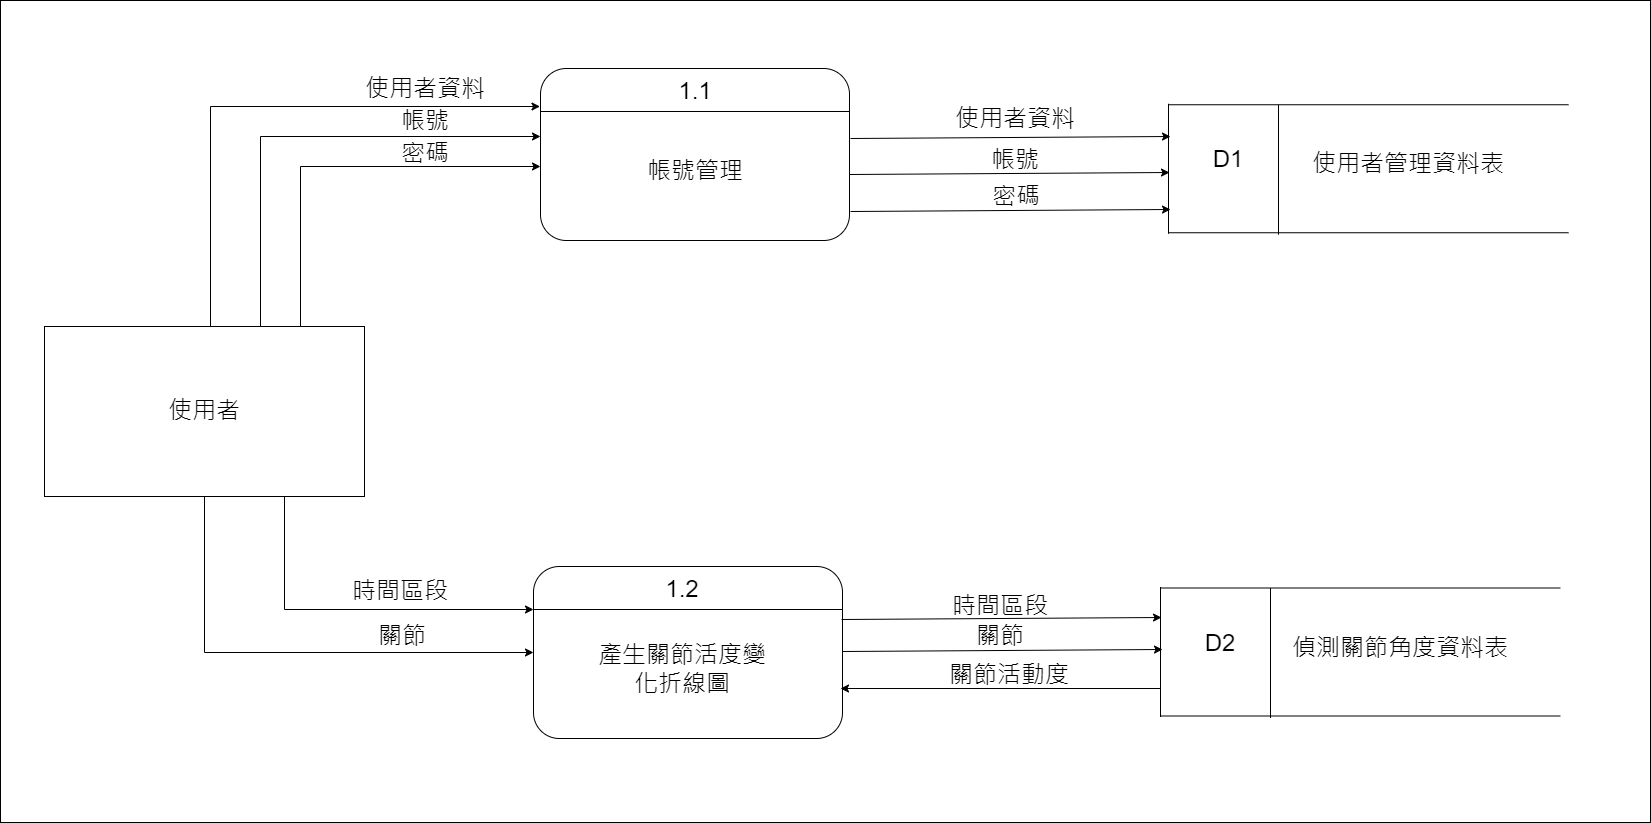 使用者資料
帳號
密碼
1.1
帳號管理
使用者資料
帳號
密碼
D1
使用者管理資料表
使用者
時間區段
關節
1.2
產生關節活度變
化折線圖
時間區段
關節
關節活動度
D2
偵測關節角度資料表